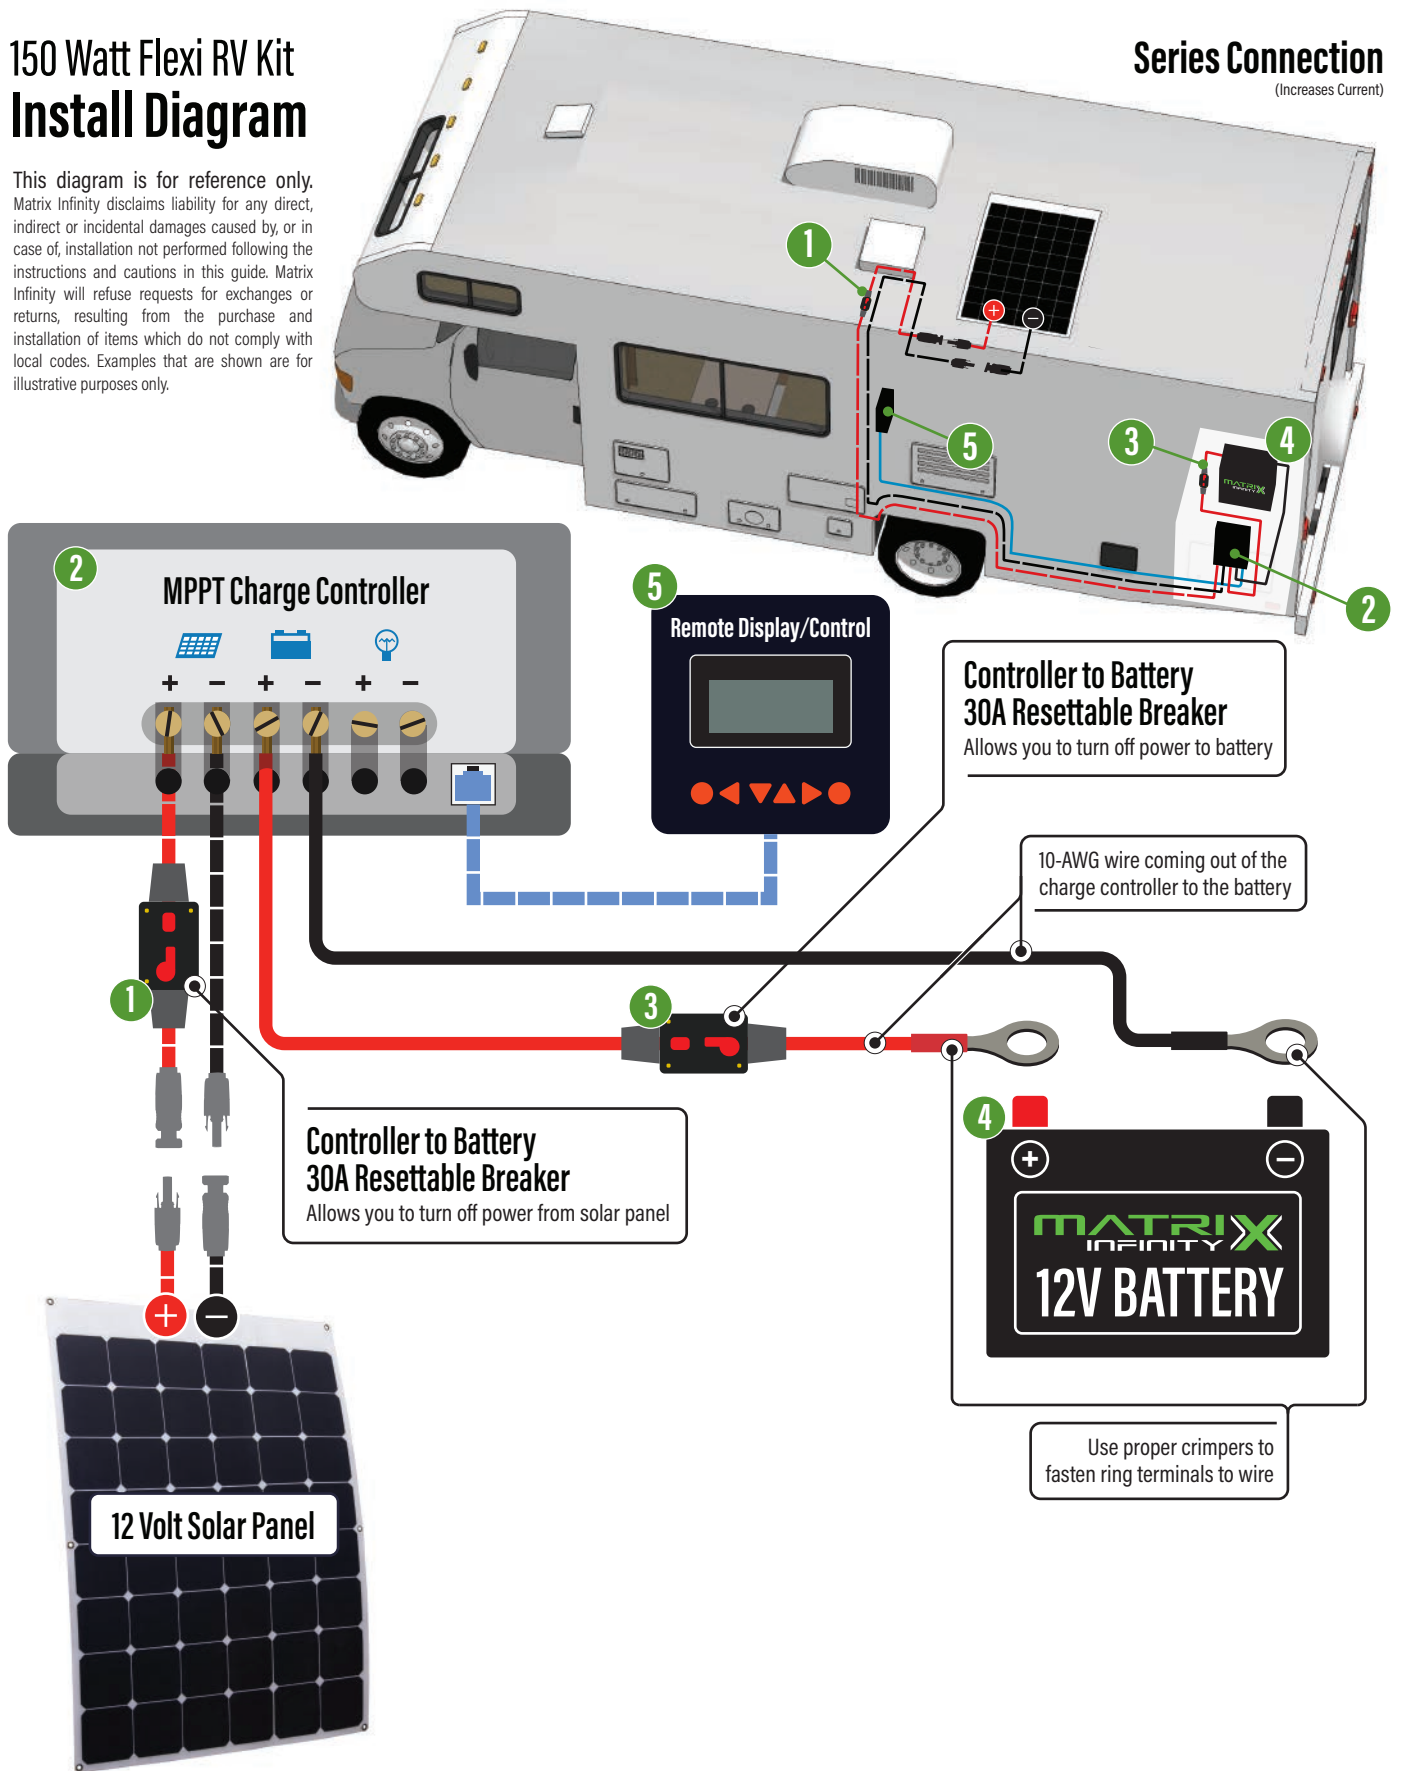 150 Watt Flexi RV Kit
Install Diagram
This diagram is for reference only.
Matrix Infinity disclaims liability for any direct,
indirect or incidental damages caused by, or in
case of, installation not performed following the
instructions and cautions in this guide. Matrix
Infinity will refuse requests for exchanges or
returns, resulting from the purchase and
installation of items which do not comply with
local codes. Examples that are shown are for
illustrative purposes only.
Series Connection
(Increases Current)
1
+
−
5
3
4
MATRIX
INFINITY
2
2
MPPT Charge Controller
+ − + − + −
5
Remote Display/Control
Controller to Battery
30A Resettable Breaker
Allows you to turn off power to battery
10-AWG wire coming out of the
charge controller to the battery
1
3
Controller to Battery
30A Resettable Breaker
Allows you to turn off power from solar panel
4
+ −
MATRIX
INFINITY
12V BATTERY
Use proper crimpers to
fasten ring terminals to wire
+ −
12 Volt Solar Panel